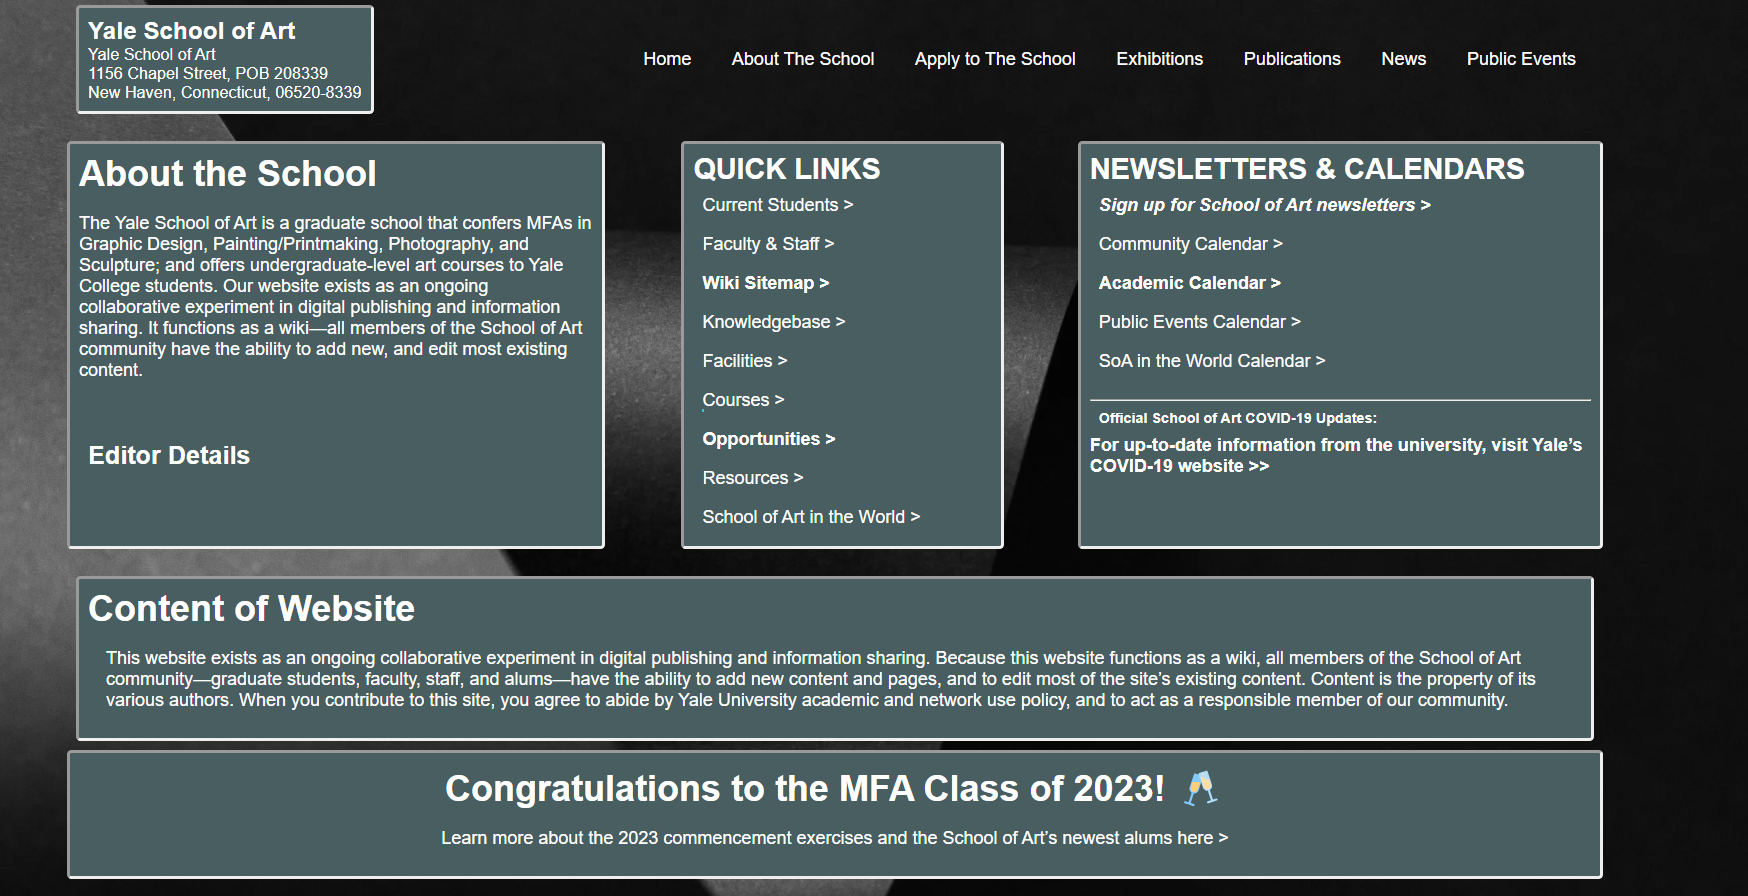 Yale School of Art
Yale School of Art
1156 Chapel Street, POB 208339
New Haven, Connecticut, 06520-8339
Home
About The School
Apply to The School
Exhibitions
Publications
News
Public Events
About the School
The Yale School of Art is a graduate school that confers MFAs in
Graphic Design, Painting/Printmaking, Photography, and
Sculpture; and offers undergraduate-level art courses to Yale
College students. Our website exists as an ongoing
collaborative experiment in digital publishing and information
sharing. It functions as a wiki—all members of the School of Art
community have the ability to add new, and edit most existing
content.
Editor Details
QUICK LINKS
Current Students >
Faculty & Staff >
Wiki Sitemap >
Knowledgebase >
Facilities >
Courses >
Opportunities >
Resources >
School of Art in the World >
NEWSLETTERS & CALENDARS
Sign up for School of Art newsletters >
Community Calendar >
Academic Calendar >
Public Events Calendar >
SoA in the World Calendar >
Official School of Art COVID-19 Updates:
For up-to-date information from the university, visit Yale’s
COVID-19 website >>
Content of Website
This website exists as an ongoing collaborative experiment in digital publishing and information sharing. Because this website functions as a wiki, all members of the School of Art
community—graduate students, faculty, staff, and alums—have the ability to add new content and pages, and to edit most of the site’s existing content. Content is the property of its
various authors. When you contribute to this site, you agree to abide by Yale University academic and network use policy, and to act as a responsible member of our community.
Congratulations to the MFA Class of 2023! 🥂
Learn more about the 2023 commencement exercises and the School of Art’s newest alums here >